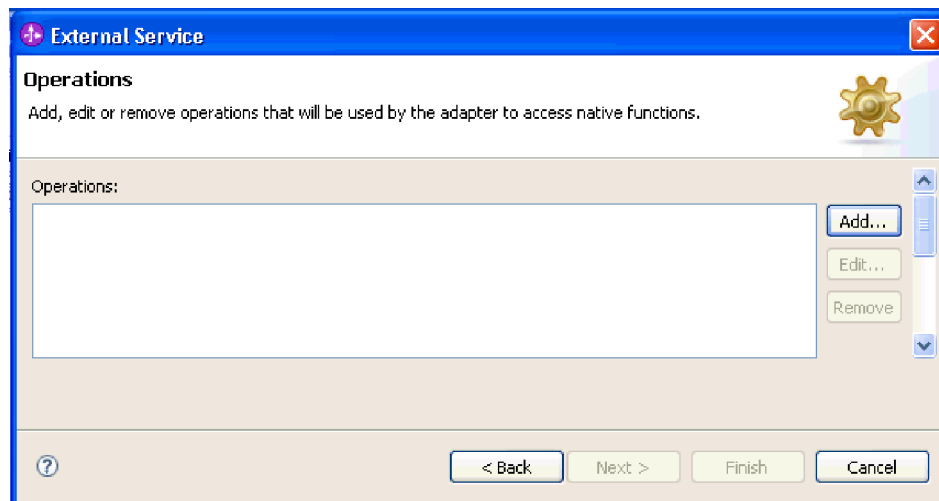 External Service
Operations
Add, edit or remove operations that will be used by the adapter to access native functions.
Operations:
Add...
Edit...
Remove
< Back
Next >
Finish
Cancel